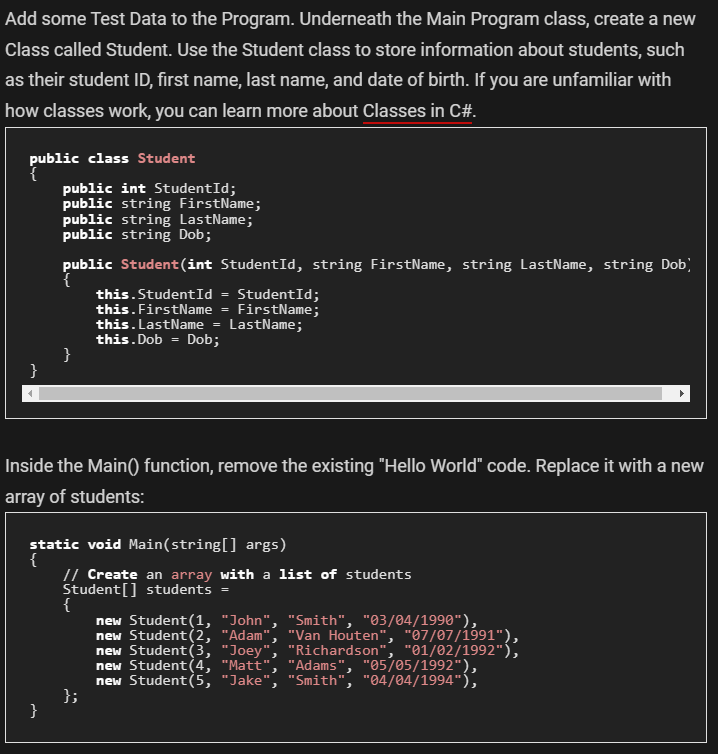 Add some Test Data to the Program. Underneath the Main Program class, create a new
Class called Student. Use the Student class to store information about students, such
as their student ID, first name, last name, and date of birth. If you are unfamiliar with
how classes work, you can learn more about Classes in C#.
public class Student
{
    public int StudentId;
    public string FirstName;
    public string LastName;
    public string Dob;
    public Student(int StudentId, string FirstName, string LastName, string Dob)
    {
        this.StudentId = StudentId;
        this.FirstName = FirstName;
        this.LastName = LastName;
        this.Dob = Dob;
    }
}
Inside the Main() function, remove the existing "Hello World" code. Replace it with a new
array of students:
static void Main(string[] args)
{
    // Create an array with a list of students
    Student[] students =
    {
        new Student(1, "John", "Smith", "03/04/1990"),
        new Student(2, "Adam", "Van Houten", "07/07/1991"),
        new Student(3, "Joey", "Richardson", "01/02/1992"),
        new Student(4, "Matt", "Adams", "05/05/1992"),
        new Student(5, "Jake", "Smith", "04/04/1994"),
    };
}